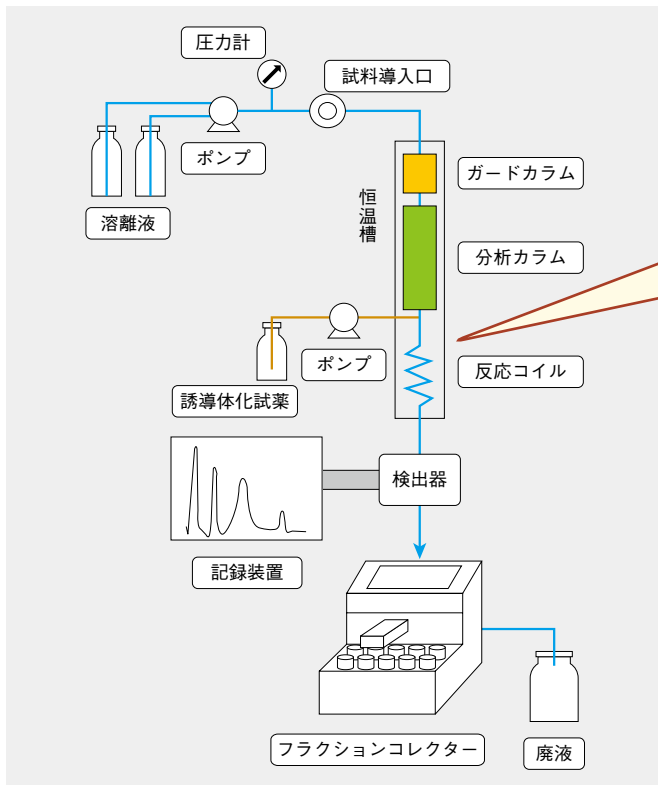 圧力計
試料導入口
ポンプ
ガードカラム
溶離液
恒温槽
分析カラム
ポンプ
反応コイル
誘導体化試薬
検出器
記録装置
フラクションコレクター
廃液